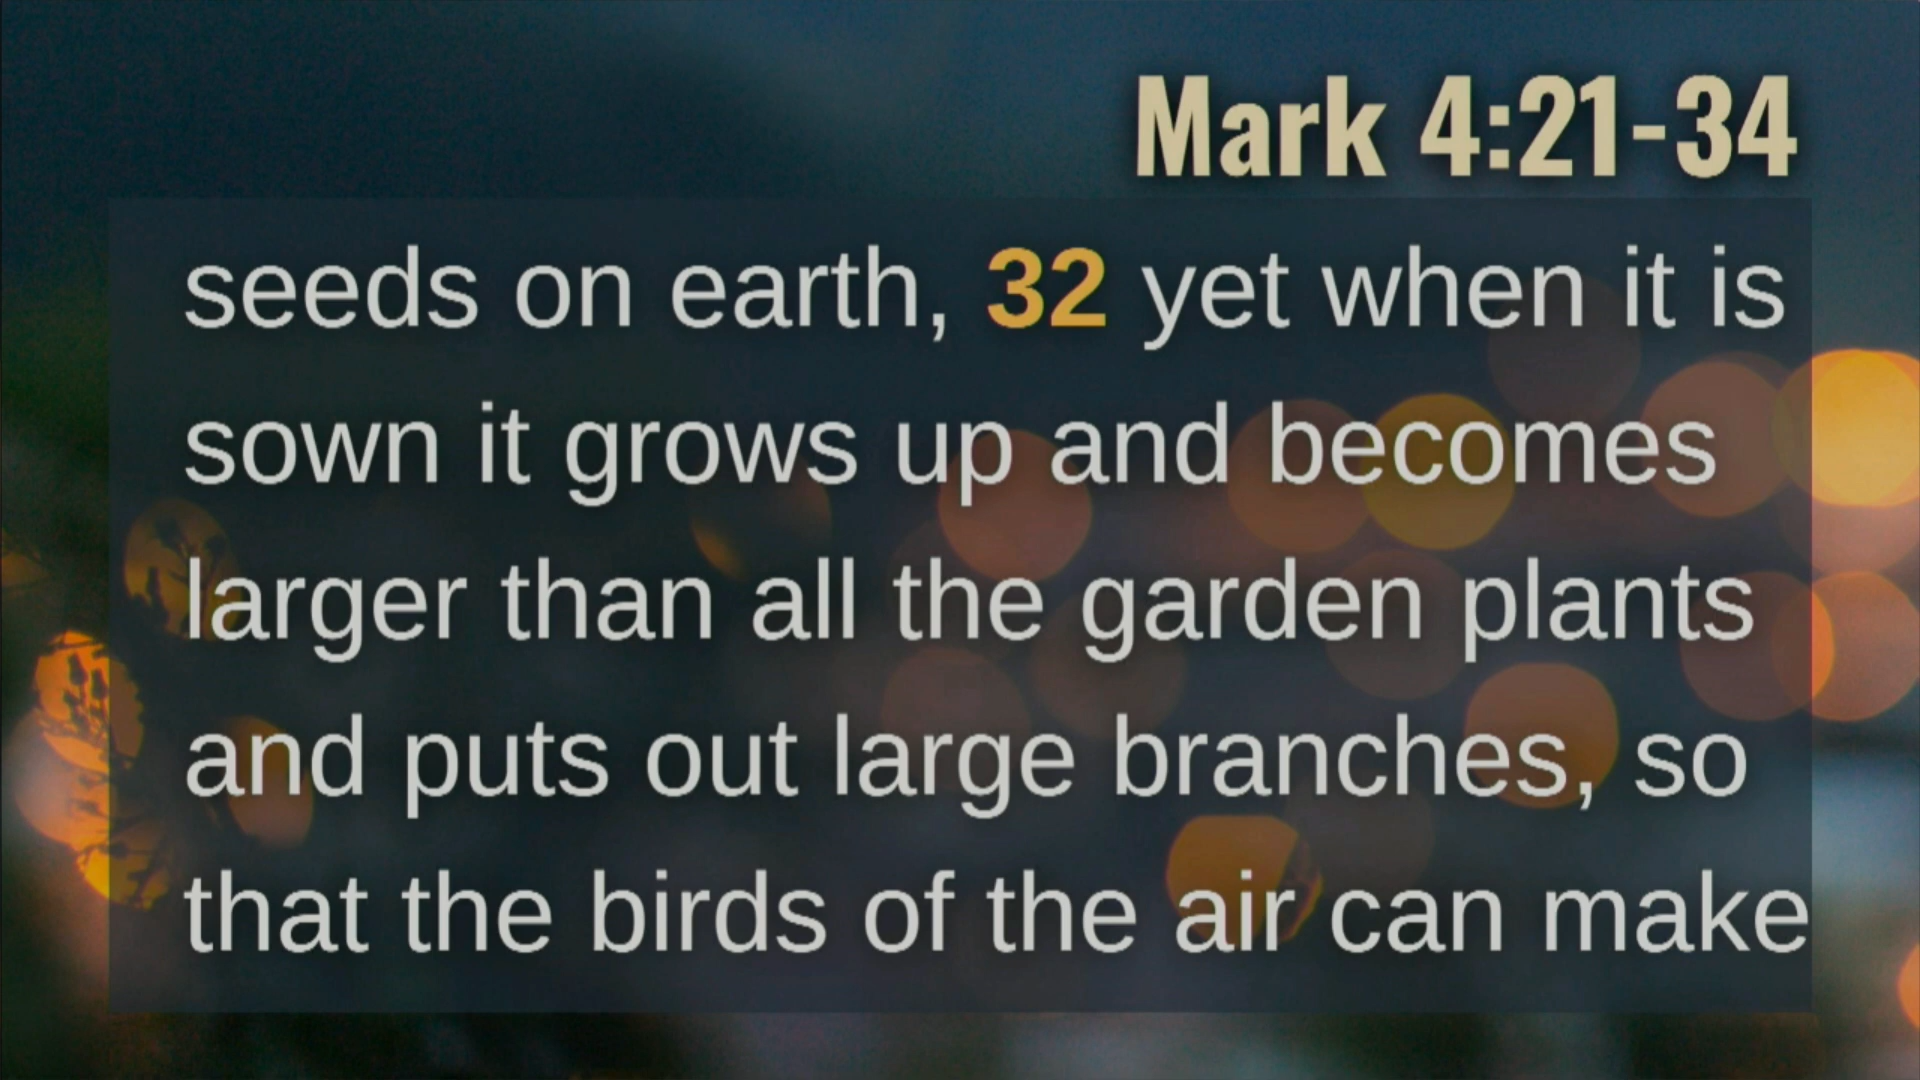 Mark 4:21-34
seeds on earth, 32 yet when it is
sown it grows up and becomes
larger than all the garden plants
and puts out large branches, so
that the birds of the air can make